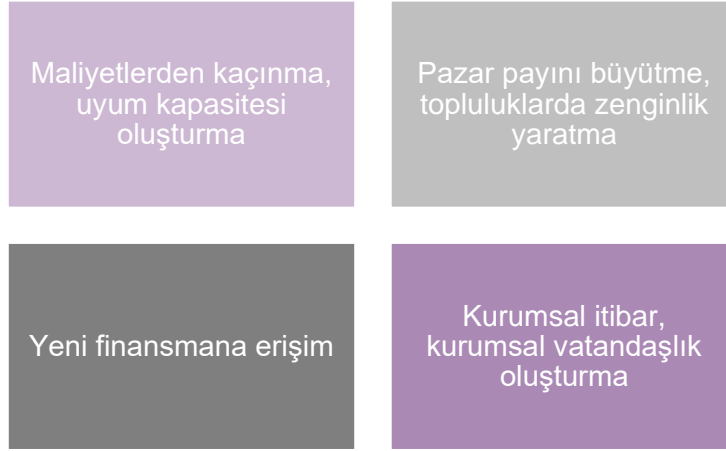 Maliyetlerden kaçınma,
uyum kapasitesi
oluşturma
Pazar payını büyütme,
topluluklarda zenginlik
yaratma
Yeni finansmana erişim
Kurumsal itibar,
kurumsal vatandaşlık
oluşturma